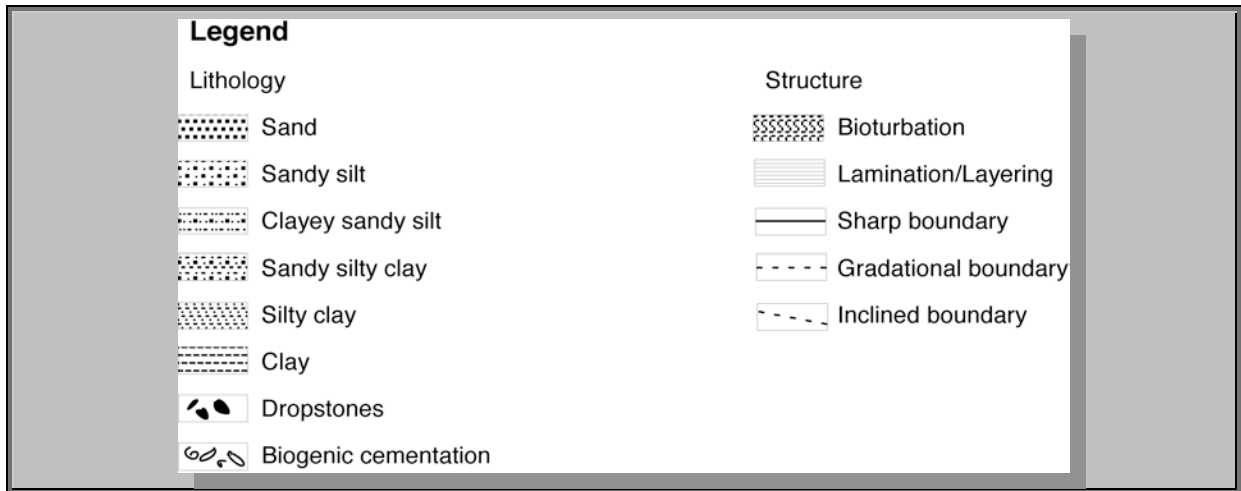 Legend
Lithology
Sand
Sandy silt
Clayey sandy silt
Sandy silty clay
Silty clay
Clay
Dropstones
Biogenic cementation
Structure
Bioturbation
Lamination/Layering
Sharp boundary
Gradational boundary
Inclined boundary